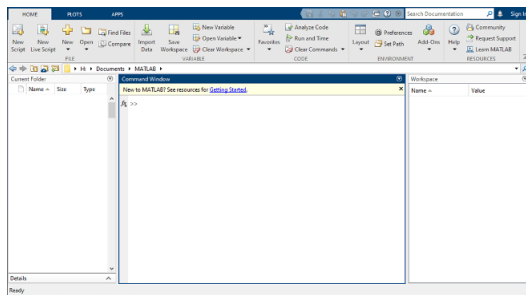 HOME PLOTS APPS Search Documentation Sign In
New Script
New Live Script
New
Open
Find Files
Compare
Import Data
Save Workspace
New Variable
Open Variable
Clear Workspace
Favorites
Analyze Code
Run and Time
Clear Commands
Layout
Preferences
Set Path
Add-Ons
Help
Community
Request Support
Learn MATLAB
FILE VARIABLE CODE ENVIRONMENT RESOURCES
H: Documents MATLAB
Current Folder
Name Size Type
Command Window
New to MATLAB? See resources for Getting Started.
fx >>
Workspace
Name Value
Details
Ready